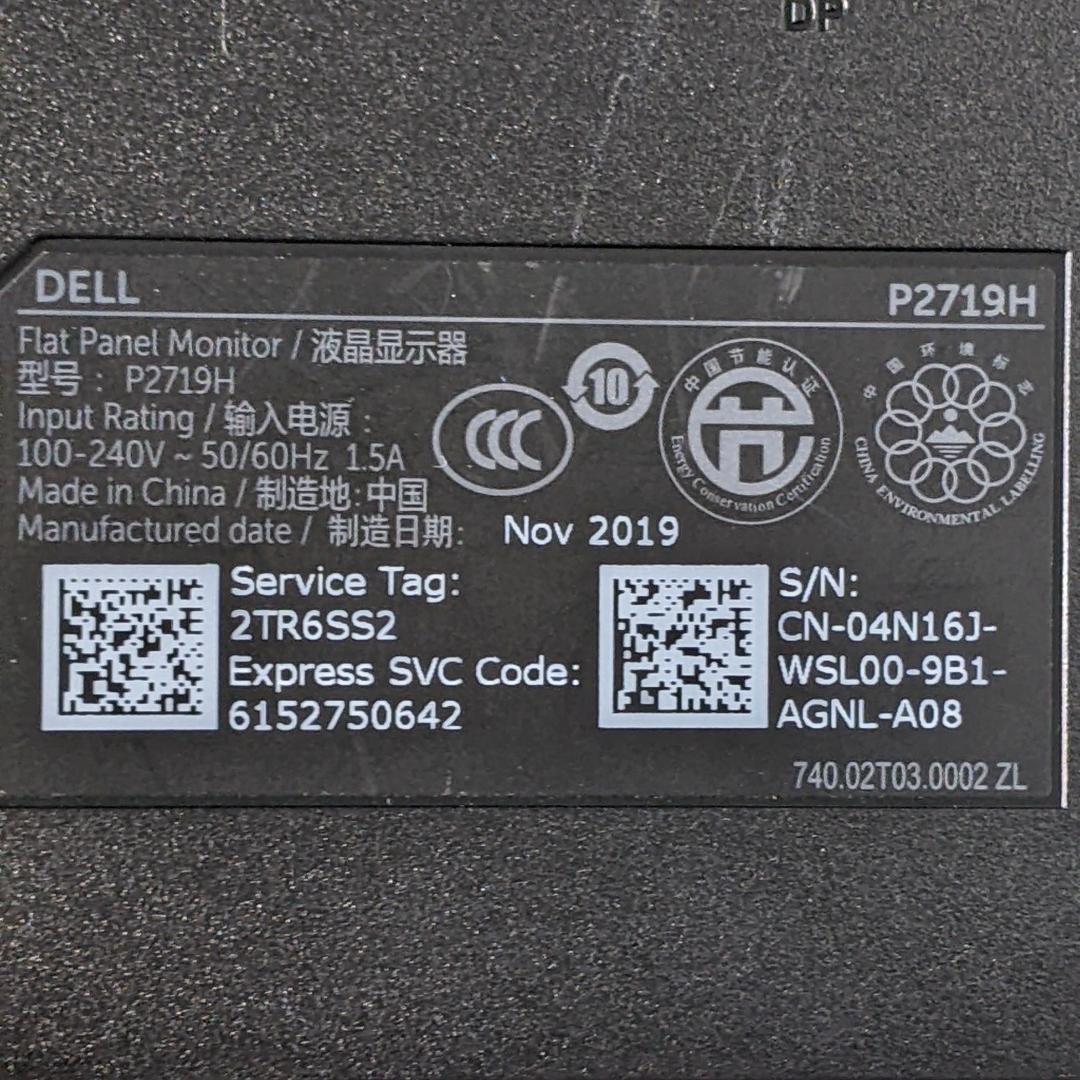 DP
DELL
P2719H
Flat Panel Monitor / 液晶显示器
型号 : P2719H
Input Rating / 输入电源 :
100-240V ~ 50/60Hz 1.5A
Made in China / 制造地: 中国
Manufactured date / 制造日期: Nov 2019
CCC
10
中国节能认证
Energy Conservation Certification
中国环境标志
CHINA ENVIRONMENTAL LABELLING
Service Tag:
2TR6SS2
Express SVC Code:
6152750642
S/N:
CN-04N16J-
WSL00-9B1-
AGNL-A08
740.02T03.0002 ZL